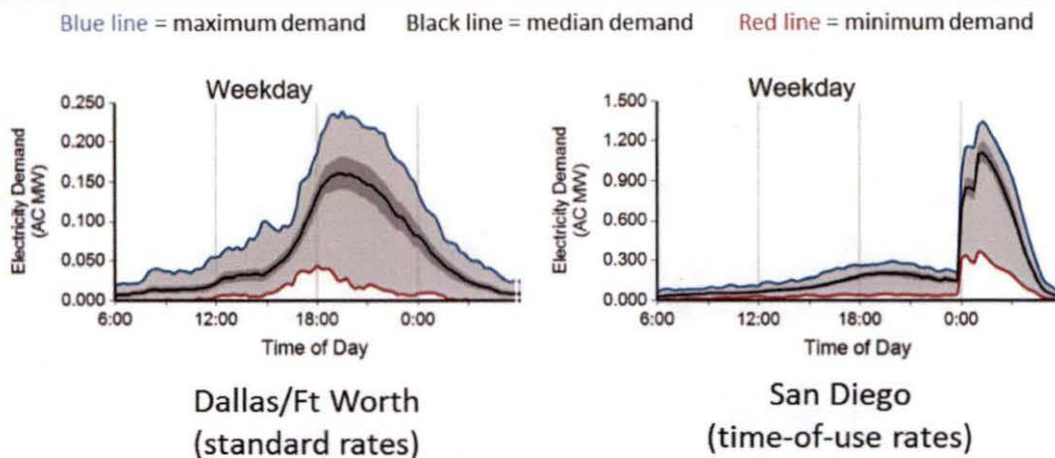 Blue line = maximum demand Black line = median demand Red line = minimum demand
Weekday
Electricity Demand
(AC MW)
0.250
0.200
0.150
0.100
0.050
0.000
6:00 12:00 18:00 0:00
Time of Day
Dallas/Ft Worth
(standard rates)
Weekday
Electricity Demand
(AC MW)
1.500
1.200
0.900
0.600
0.300
0.000
6:00 12:00 18:00 0:00
Time of Day
San Diego
(time-of-use rates)